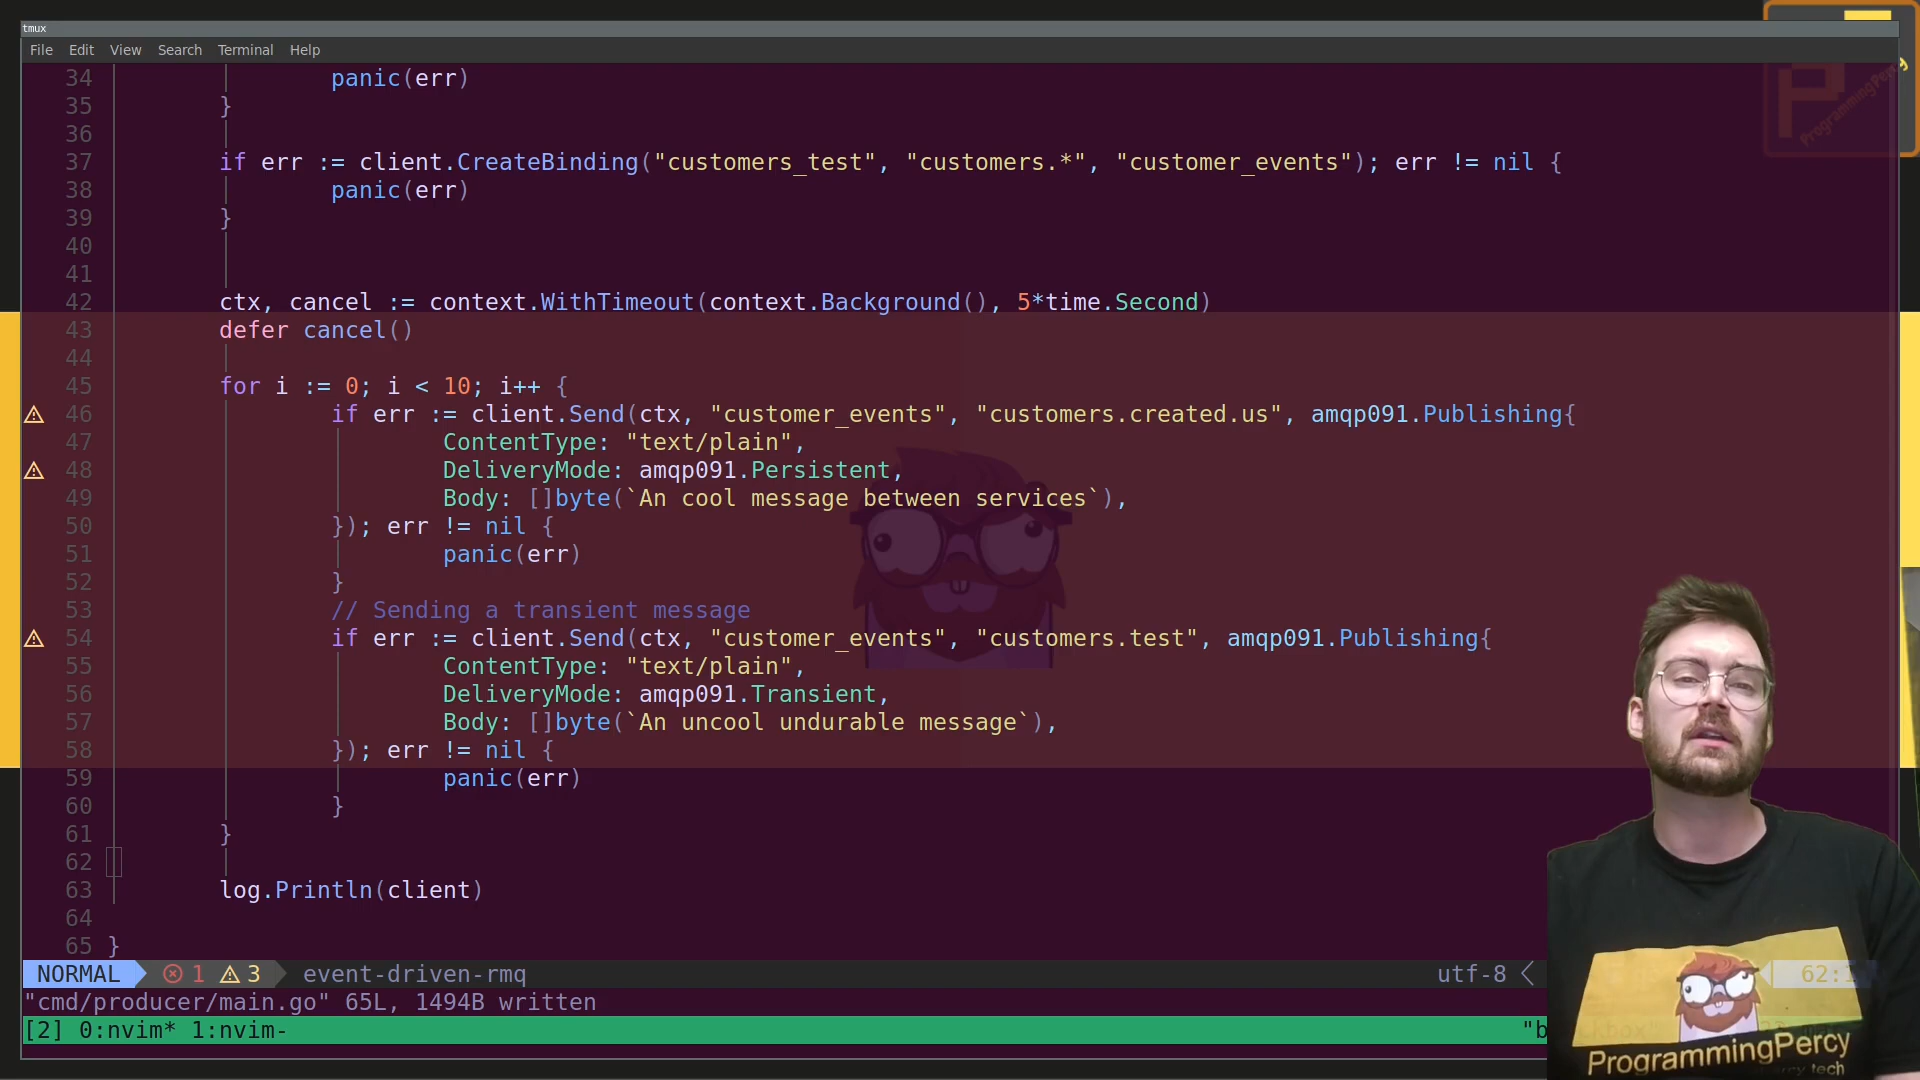 tmux
File Edit View Search Terminal Help
34 panic(err)
35 }
36
37 if err := client.CreateBinding("customers_test", "customers.*", "customer_events"); err != nil {
38 panic(err)
39 }
40
41
42 ctx, cancel := context.WithTimeout(context.Background(), 5*time.Second)
43 defer cancel()
44
45 for i := 0; i < 10; i++ {
46 if err := client.Send(ctx, "customer_events", "customers.created.us", amqp091.Publishing{
47 ContentType: "text/plain",
48 DeliveryMode: amqp091.Persistent,
49 Body: []byte(`An cool message between services`),
50 }); err != nil {
51 panic(err)
52 }
53 // Sending a transient message
54 if err := client.Send(ctx, "customer_events", "customers.test", amqp091.Publishing{
55 ContentType: "text/plain",
56 DeliveryMode: amqp091.Transient,
57 Body: []byte(`An uncool undurable message`),
58 }); err != nil {
59 panic(err)
60 }
61 }
62
63 log.Println(client)
64
65 }
NORMAL 1 3 event-driven-rmq utf-8
"cmd/producer/main.go" 65L, 1494B written
[2] 0:nvim* 1:nvim-
ProgrammingPercy
ProgrammingPercy
tech